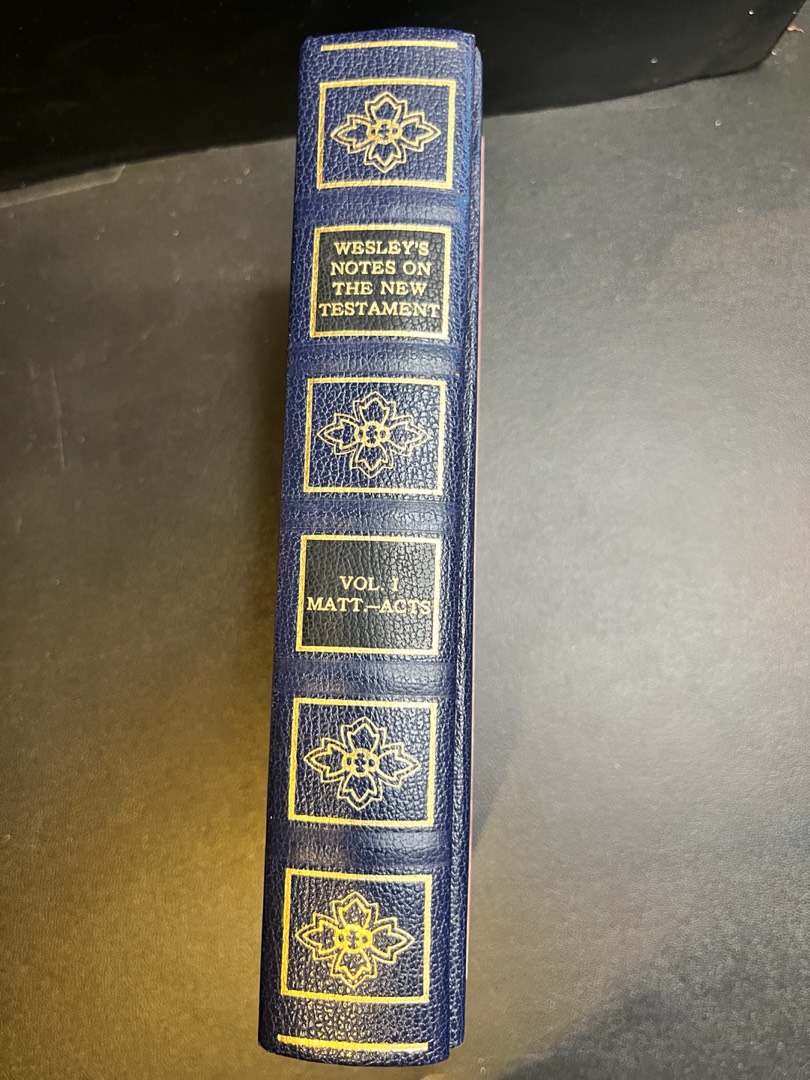 WESLEY'S
NOTES ON
THE NEW
TESTAMENT
VOL. I
MATT.—ACTS